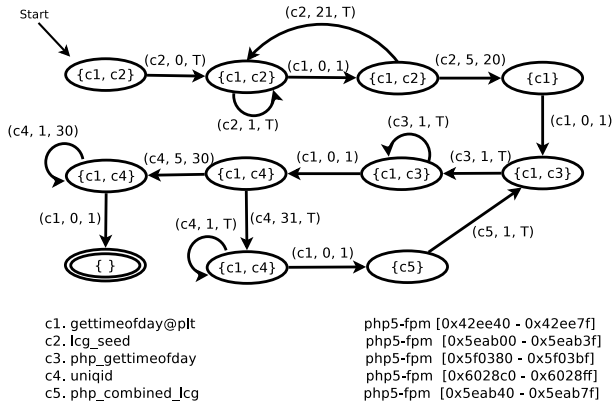 Start
(c2, 21, T)
(c2, 0, T)
(c1, 0, 1)
(c2, 5, 20)
{c1, c2}
{c1, c2}
{c1, c2}
{c1}
(c2, 1, T)
(c1, 0, 1)
(c4, 1, 30)
(c3, 1, T)
(c4, 5, 30)
(c1, 0, 1)
(c3, 1, T)
{c1, c4}
{c1, c4}
{c1, c3}
{c1, c3}
(c1, 0, 1)
(c4, 31, T)
(c4, 1, T)
(c1, 0, 1)
(c5, 1, T)
{ }
{c1, c4}
{c5}
c1. gettimeofday@plt php5-fpm [0x42ee40 - 0x42ee7f]
c2. lcg_seed php5-fpm [0x5eab00 - 0x5eab3f]
c3. php_gettimeofday php5-fpm [0x5f0380 - 0x5f03bf]
c4. uniqid php5-fpm [0x6028c0 - 0x6028ff]
c5. php_combined_lcg php5-fpm [0x5eab40 - 0x5eab7f]